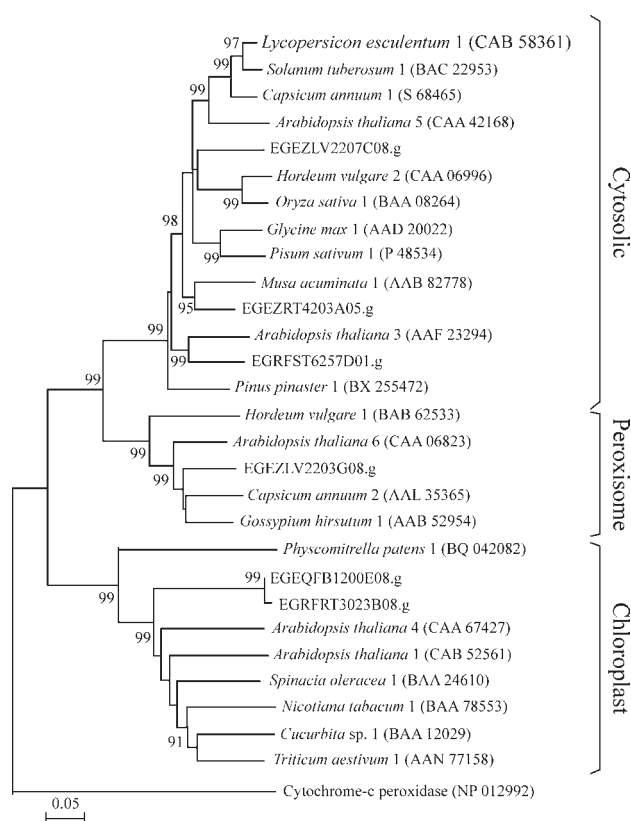 97 Lycopersicon esculentum 1 (CAB 58361)
99 Solanum tuberosum 1 (BAC 22953)
99 Capsicum annuum 1 (S 68465)
Arabidopsis thaliana 5 (CAA 42168)
EGEZLV2207C08.g
Hordeum vulgare 2 (CAA 06996)
99 Oryza sativa 1 (BAA 08264)
98 Glycine max 1 (AAD 20022)
99 Pisum sativum 1 (P 48534)
Musa acuminata 1 (AAB 82778)
95 EGEZRT4203A05.g
99 Arabidopsis thaliana 3 (AAF 23294)
99 EGRFST6257D01.g
99 Pinus pinaster 1 (BX 255472)
Cytosolic
Hordeum vulgare 1 (BAB 62533)
99 Arabidopsis thaliana 6 (CAA 06823)
99 EGEZLV2203G08.g
Capsicum annuum 2 (AAL 35365)
Gossypium hirsutum 1 (AAB 52954)
Peroxisome
Physcomitrella patens 1 (BQ 042082)
99 EGEQFB1200E08.g
99 EGRFRT3023B08.g
99 Arabidopsis thaliana 4 (CAA 67427)
Arabidopsis thaliana 1 (CAB 52561)
Spinacia oleracea 1 (BAA 24610)
Nicotiana tabacum 1 (BAA 78553)
91 Cucurbita sp. 1 (BAA 12029)
Triticum aestivum 1 (AAN 77158)
Chloroplast
Cytochrome-c peroxidase (NP 012992)
0.05